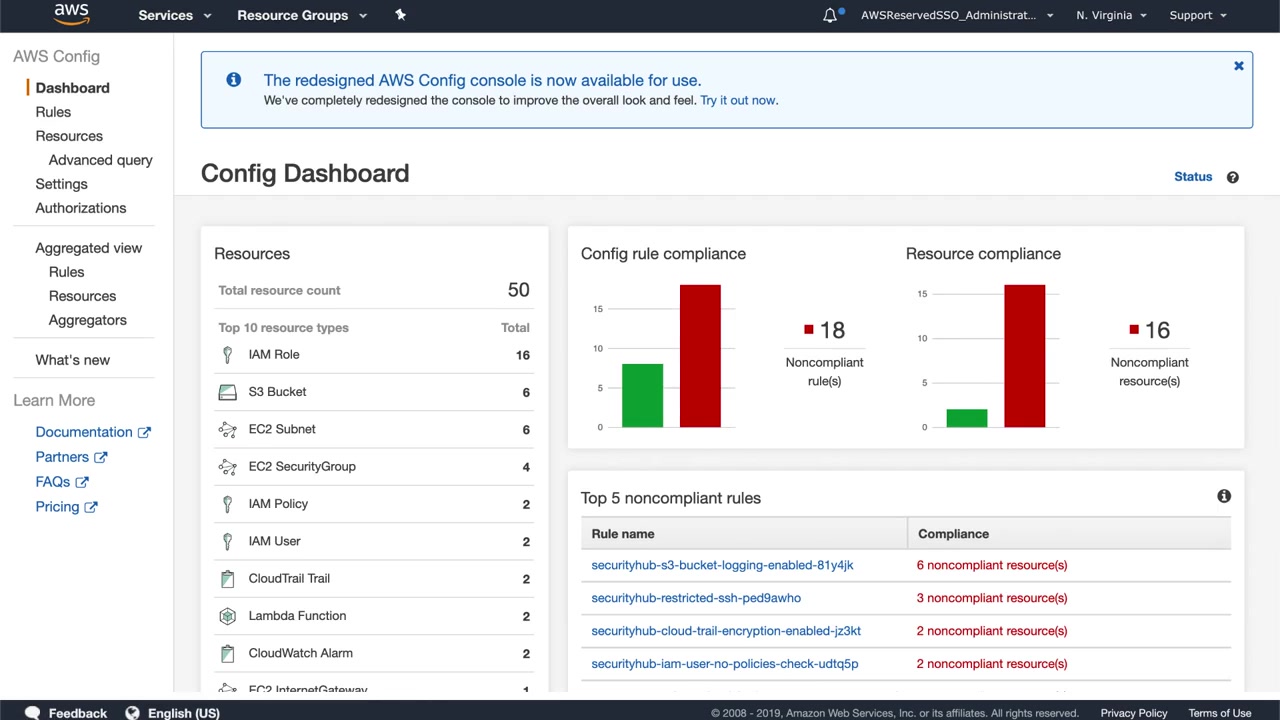 aws
Services
Resource Groups
AWSReservedSSO_Administrat...
N. Virginia
Support
AWS Config
Dashboard
Rules
Resources
Advanced query
Settings
Authorizations
Aggregated view
Rules
Resources
Aggregators
What's new
Learn More
Documentation
Partners
FAQs
Pricing
The redesigned AWS Config console is now available for use.
We've completely redesigned the console to improve the overall look and feel. Try it out now.
Config Dashboard
Status
Resources
Total resource count 50
Top 10 resource types Total
IAM Role 16
S3 Bucket 6
EC2 Subnet 6
EC2 SecurityGroup 4
IAM Policy 2
IAM User 2
CloudTrail Trail 2
Lambda Function 2
CloudWatch Alarm 2
EC2 InternetGateway 1
Config rule compliance
15
10
5
0
18
Noncompliant
rule(s)
Resource compliance
15
10
5
0
16
Noncompliant
resource(s)
Top 5 noncompliant rules
Rule name Compliance
securityhub-s3-bucket-logging-enabled-81y4jk 6 noncompliant resource(s)
securityhub-restricted-ssh-ped9awho 3 noncompliant resource(s)
securityhub-cloud-trail-encryption-enabled-jz3kt 2 noncompliant resource(s)
securityhub-iam-user-no-policies-check-udtq5p 2 noncompliant resource(s)
Feedback
English (US)
© 2008 - 2019, Amazon Web Services, Inc. or its affiliates. All rights reserved.
Privacy Policy
Terms of Use